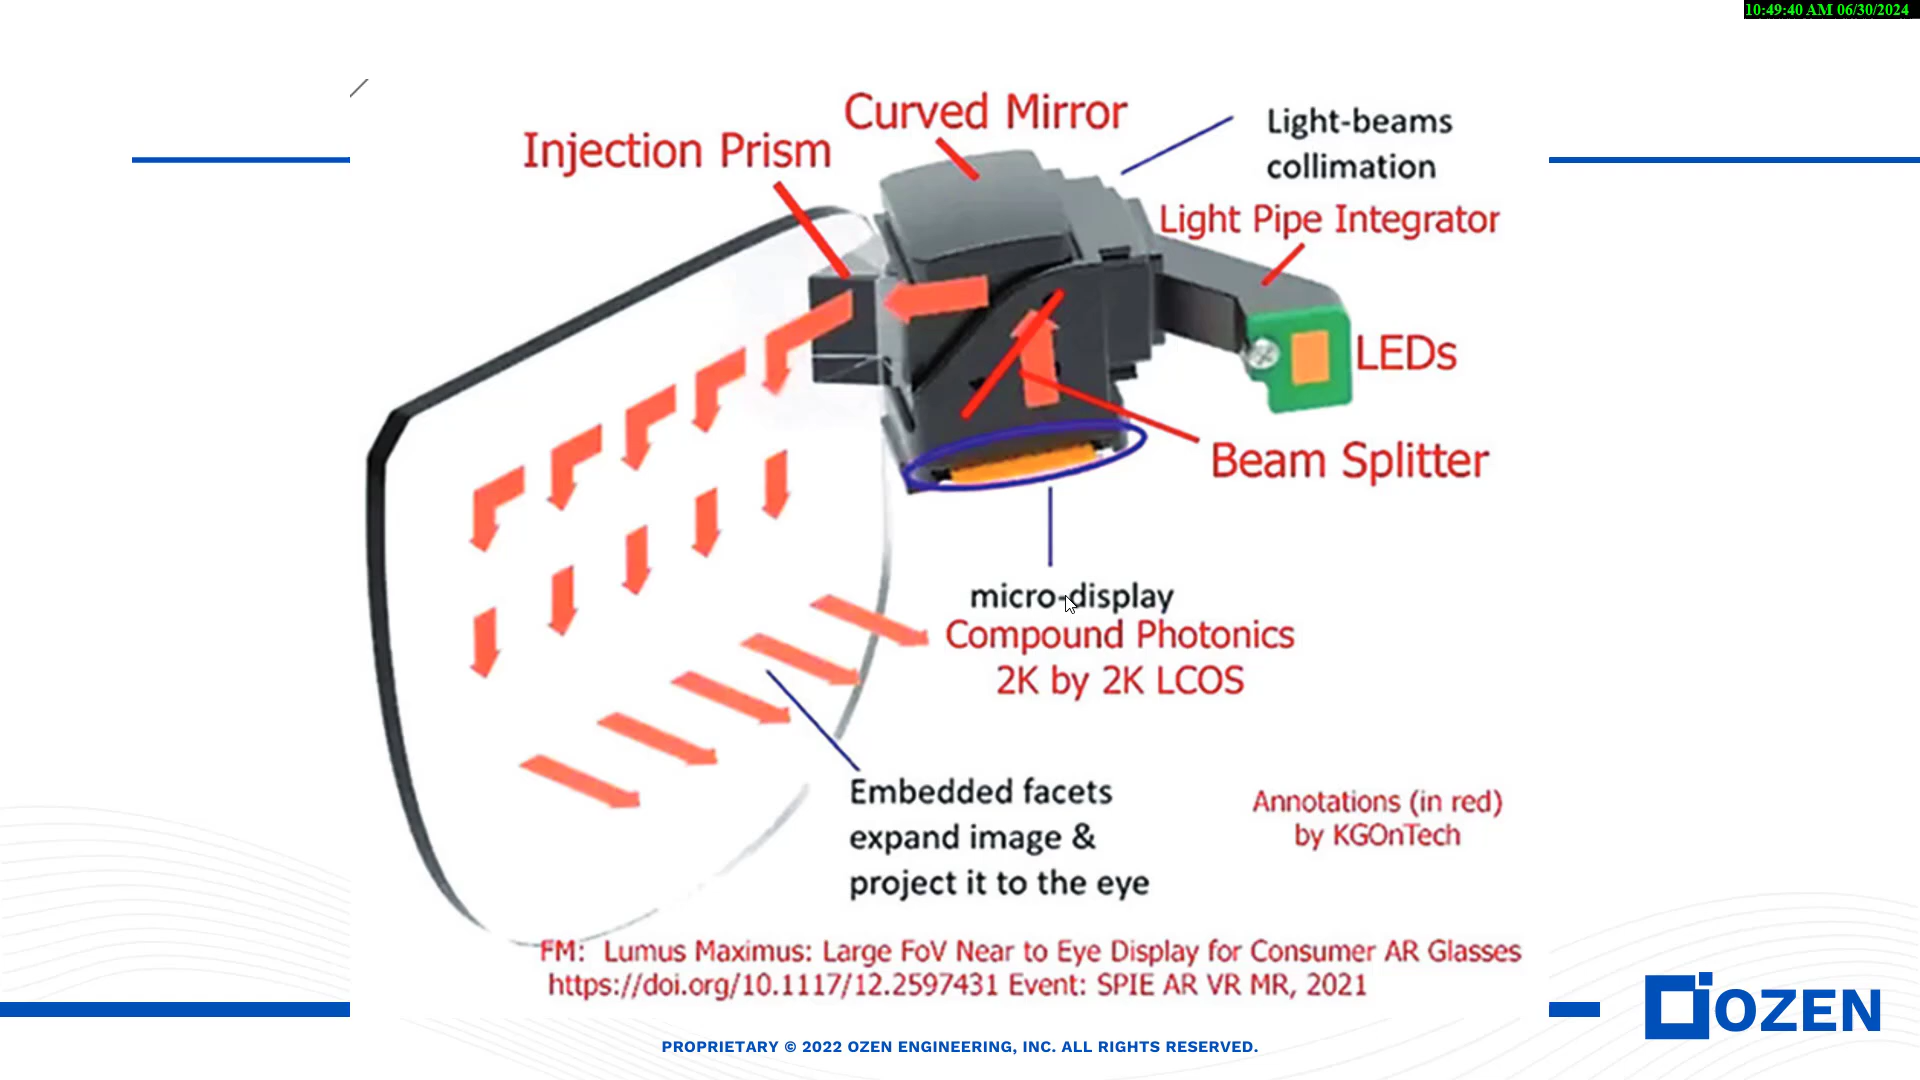 10:49:40 AM 06/30/2024
Curved Mirror
Injection Prism
Light-beams
collimation
Light Pipe Integrator
LEDs
Beam Splitter
micro-display
Compound Photonics
2K by 2K LCOS
Embedded facets
expand image &
project it to the eye
Annotations (in red)
by KGOnTech
FM: Lumus Maximus: Large FoV Near to Eye Display for Consumer AR Glasses
https://doi.org/10.1117/12.2597431 Event: SPIE AR VR MR, 2021
OZEN
PROPRIETARY © 2022 OZEN ENGINEERING, INC. ALL RIGHTS RESERVED.